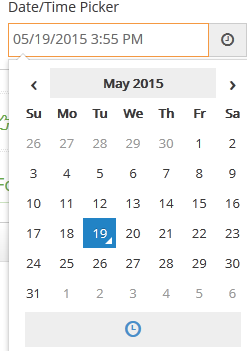 Date/Time Picker
05/19/2015 3:55 PM
‹ May 2015 ›
Su Mo Tu We Th Fr Sa
26 27 28 29 30 1 2
3 4 5 6 7 8 9
10 11 12 13 14 15 16
17 18 19 20 21 22 23
24 25 26 27 28 29 30
31 1 2 3 4 5 6